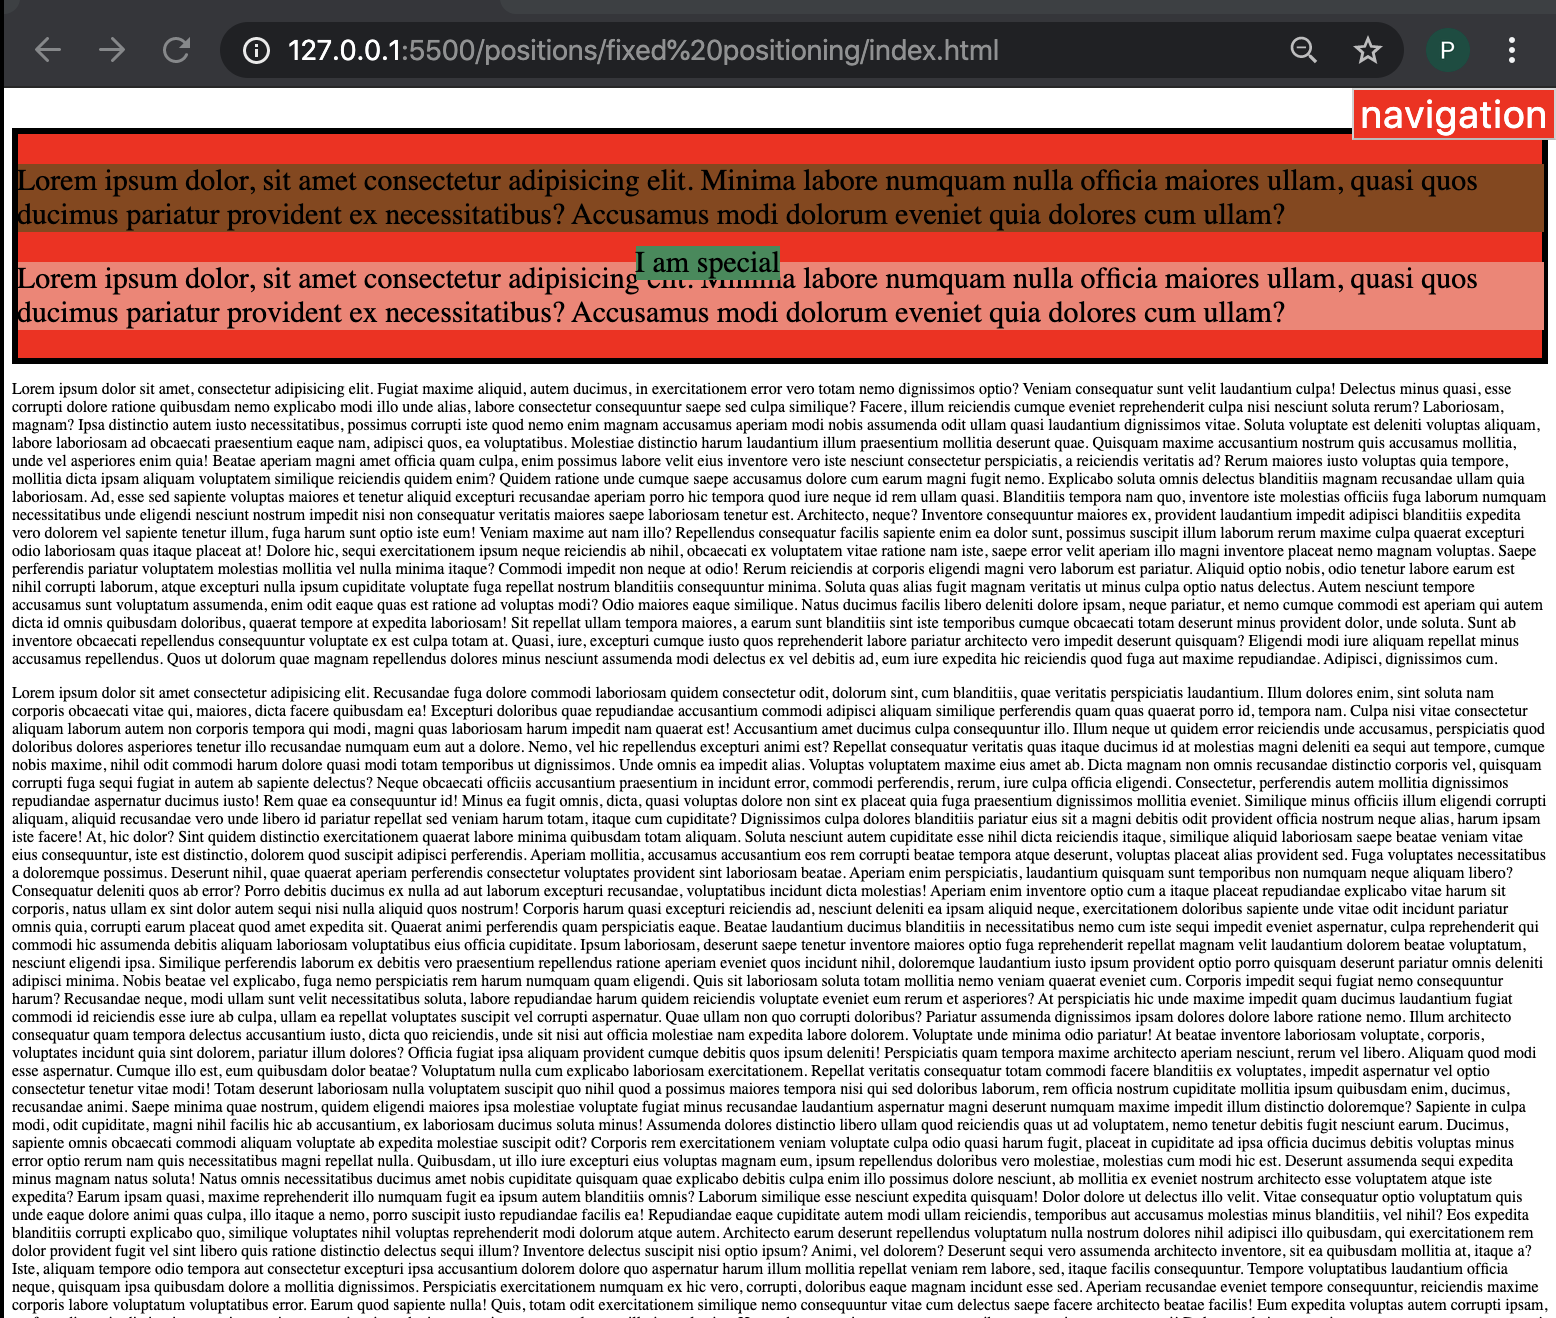 127.0.0.1:5500/positions/fixed%20positioning/index.html
P
navigation
Lorem ipsum dolor, sit amet consectetur adipisicing elit. Minima labore numquam nulla officia maiores ullam, quasi quos
ducimus pariatur provident ex necessitatibus? Accusamus modi dolorum eveniet quia dolores cum ullam?
I am special
Lorem ipsum dolor, sit amet consectetur adipisicing elit. Minima labore numquam nulla officia maiores ullam, quasi quos
ducimus pariatur provident ex necessitatibus? Accusamus modi dolorum eveniet quia dolores cum ullam?
Lorem ipsum dolor sit amet, consectetur adipisicing elit. Fugiat maxime aliquid, autem ducimus, in exercitationem error vero totam nemo dignissimos optio? Veniam consequatur sunt velit laudantium culpa! Delectus minus quasi, esse
corrupti dolore ratione quibusdam nemo explicabo modi illo unde alias, labore consectetur consequuntur saepe sed culpa similique? Facere, illum reiciendis cumque eveniet reprehenderit culpa nisi nesciunt soluta rerum? Laboriosam,
magnam? Ipsa distinctio autem iusto necessitatibus, possimus corrupti iste quod nemo enim magnam accusamus aperiam modi nobis assumenda odit ullam quasi laudantium dignissimos vitae. Soluta voluptate est deleniti voluptas aliquam,
labore laboriosam ad obcaecati praesentium eaque nam, adipisci quos, ea voluptatibus. Molestiae distinctio harum laudantium illum praesentium mollitia deserunt quae. Quisquam maxime accusantium nostrum quis accusamus mollitia,
unde vel asperiores enim quia! Beatae aperiam magni amet officia quam culpa, enim possimus labore velit eius inventore vero iste nesciunt consectetur perspiciatis, a reiciendis veritatis ad? Rerum maiores iusto voluptas quia tempore,
mollitia dicta ipsam aliquam voluptatem similique reiciendis quidem enim? Quidem ratione unde cumque saepe accusamus dolore cum earum magni fugit nemo. Explicabo soluta omnis delectus blanditiis magnam recusandae ullam quia
laboriosam. Ad, esse sed sapiente voluptas maiores et tenetur aliquid excepturi recusandae aperiam porro hic tempora quod iure neque id rem ullam quasi. Blanditiis tempora nam quo, inventore iste molestias officiis fuga laborum numquam
necessitatibus unde eligendi nesciunt nostrum impedit nisi non consequatur veritatis maiores saepe laboriosam tenetur est. Architecto, neque? Inventore consequuntur maiores ex, provident laudantium impedit adipisci blanditiis expedita
vero dolorem vel sapiente tenetur illum, fuga harum sunt optio iste eum! Veniam maxime aut nam illo? Repellendus consequatur facilis sapiente enim ea dolor sunt, possimus suscipit illum laborum rerum maxime culpa quaerat excepturi
odio laboriosam quas itaque placeat at! Dolore hic, sequi exercitationem ipsum neque reiciendis ab nihil, obcaecati ex voluptatem vitae ratione nam iste, saepe error velit aperiam illo magni inventore placeat nemo magnam voluptas. Saepe
perferendis pariatur voluptatem molestias mollitia vel nulla minima itaque? Commodi impedit non neque at odio! Rerum reiciendis at corporis eligendi magni vero laborum est pariatur. Aliquid optio nobis, odio tenetur labore earum est
nihil corrupti laborum, atque excepturi nulla ipsum cupiditate voluptate fuga repellat nostrum blanditiis consequuntur minima. Soluta quas alias fugit magnam veritatis ut minus culpa optio natus delectus. Autem nesciunt tempore
accusamus sunt voluptatum assumenda, enim odit eaque quas est ratione ad voluptas modi? Odio maiores eaque similique. Natus ducimus facilis libero deleniti dolore ipsam, neque pariatur, et nemo cumque commodi est aperiam qui autem
dicta id omnis quibusdam doloribus, quaerat tempore at expedita laboriosam! Sit repellat ullam tempora maiores, a earum sunt blanditiis sint iste temporibus cumque obcaecati totam deserunt minus provident dolor, unde soluta. Sunt ab
inventore obcaecati repellendus consequuntur voluptate ex est culpa totam at. Quasi, iure, excepturi cumque iusto quos reprehenderit labore pariatur architecto vero impedit deserunt quisquam? Eligendi modi iure aliquam repellat minus
accusamus repellendus. Quos ut dolorum quae magnam repellendus dolores minus nesciunt assumenda modi delectus ex vel debitis ad, eum iure expedita hic reiciendis quod fuga aut maxime repudiandae. Adipisci, dignissimos cum.
Lorem ipsum dolor sit amet consectetur adipisicing elit. Recusandae fuga dolore commodi laboriosam quidem consectetur odit, dolorum sint, cum blanditiis, quae veritatis perspiciatis laudantium. Illum dolores enim, sint soluta nam
corporis obcaecati vitae qui, maiores, dicta facere quibusdam ea! Excepturi doloribus quae repudiandae accusantium commodi adipisci aliquam similique perferendis quam quas quaerat porro id, tempora nam. Culpa nisi vitae consectetur
aliquam laborum autem non corporis tempora qui modi, magni quas laboriosam harum impedit nam quaerat est! Accusantium amet ducimus culpa consequuntur illo. Illum neque ut quidem error reiciendis unde accusamus, perspiciatis quod
doloribus dolores asperiores tenetur illo recusandae numquam eum aut a dolore. Nemo, vel hic repellendus excepturi animi est? Repellat consequatur veritatis quas itaque ducimus id at molestias magni deleniti ea sequi aut tempore, cumque
nobis maxime, nihil odit commodi harum dolore quasi modi totam temporibus ut dignissimos. Unde omnis ea impedit alias. Voluptas voluptatem maxime eius amet ab. Dicta magnam non omnis recusandae distinctio corporis vel, quisquam
corrupti fuga sequi fugiat in autem ab sapiente delectus? Neque obcaecati officiis accusantium praesentium in incidunt error, commodi perferendis, rerum, iure culpa officia eligendi. Consectetur, perferendis autem mollitia dignissimos
repudiandae aspernatur ducimus iusto! Rem quae ea consequuntur id! Minus ea fugit omnis, dicta, quasi voluptas dolore non sint ex placeat quia fuga praesentium dignissimos mollitia eveniet. Similique minus officiis illum eligendi corrupti
aliquam, aliquid recusandae vero unde libero id pariatur repellat sed veniam harum totam, itaque cum cupiditate? Dignissimos culpa dolores blanditiis pariatur eius sit a magni debitis odit provident officia nostrum neque alias, harum ipsam
iste facere! At, hic dolor? Sint quidem distinctio exercitationem quaerat labore minima quibusdam totam aliquam. Soluta nesciunt autem cupiditate esse nihil dicta reiciendis itaque, similique aliquid laboriosam saepe beatae veniam vitae
eius consequuntur, iste est distinctio, dolorem quod suscipit adipisci perferendis. Aperiam mollitia, accusamus accusantium eos rem corrupti beatae tempora atque deserunt, voluptas placeat alias provident sed. Fuga voluptates necessitatibus
a doloremque possimus. Deserunt nihil, quae quaerat aperiam perferendis consectetur voluptates provident sint laboriosam beatae. Aperiam enim perspiciatis, laudantium quisquam sunt temporibus non numquam neque aliquam libero?
Consequatur deleniti quos ab error? Porro debitis ducimus ex nulla ad aut laborum excepturi recusandae, voluptatibus incidunt dicta molestias! Aperiam enim inventore optio cum a itaque placeat repudiandae explicabo vitae harum sit
corporis, natus ullam ex sint dolor autem sequi nisi nulla aliquid quos nostrum! Corporis harum quasi excepturi reiciendis ad, nesciunt deleniti ea ipsam aliquid neque, exercitationem doloribus sapiente unde vitae odit incidunt pariatur
omnis quia, corrupti earum placeat quod amet expedita sit. Quaerat animi perferendis quam perspiciatis eaque. Beatae laudantium ducimus blanditiis in necessitatibus nemo cum iste sequi impedit eveniet aspernatur, culpa reprehenderit qui
commodi hic assumenda debitis aliquam laboriosam voluptatibus eius officia cupiditate. Ipsum laboriosam, deserunt saepe tenetur inventore maiores optio fuga reprehenderit repellat magnam velit laudantium dolorem beatae voluptatum,
nesciunt eligendi ipsa. Similique perferendis laborum ex debitis vero praesentium repellendus ratione aperiam eveniet quos incidunt nihil, doloremque laudantium iusto ipsum provident optio porro quisquam deserunt pariatur omnis deleniti
adipisci minima. Nobis beatae vel explicabo, fuga nemo perspiciatis rem harum numquam quam eligendi. Quis sit laboriosam soluta totam mollitia nemo veniam quaerat eveniet cum. Corporis impedit sequi fugiat nemo consequuntur
harum? Recusandae neque, modi ullam sunt velit necessitatibus soluta, labore repudiandae harum quidem reiciendis voluptate eveniet eum rerum et asperiores? At perspiciatis hic unde maxime impedit quam ducimus laudantium fugiat
commodi id reiciendis esse iure ab culpa, ullam ea repellat voluptates suscipit vel corrupti aspernatur. Quae ullam non quo corrupti doloribus? Pariatur assumenda dignissimos ipsam dolores dolore labore ratione nemo. Illum architecto
consequatur quam tempora delectus accusantium iusto, dicta quo reiciendis, unde sit nisi aut officia molestiae nam expedita labore dolorem. Voluptate unde minima odio pariatur! At beatae inventore laboriosam voluptate, corporis,
voluptates incidunt quia sint dolorem, pariatur illum dolores? Officia fugiat ipsa aliquam provident cumque debitis quos ipsum deleniti! Perspiciatis quam tempora maxime architecto aperiam nesciunt, rerum vel libero. Aliquam quod modi
esse aspernatur. Cumque illo est, eum quibusdam dolor beatae? Voluptatum nulla cum explicabo laboriosam exercitationem. Repellat veritatis consequatur totam commodi facere blanditiis ex voluptates, impedit aspernatur vel optio
consectetur tenetur vitae modi! Totam deserunt laboriosam nulla voluptatem suscipit quo nihil quod a possimus maiores tempora nisi qui sed doloribus laborum, rem officia nostrum cupiditate mollitia ipsum quibusdam enim, ducimus,
recusandae animi. Saepe minima quae nostrum, quidem eligendi maiores ipsa molestiae voluptate fugiat minus recusandae laudantium aspernatur magni deserunt numquam maxime impedit illum distinctio doloremque? Sapiente in culpa
modi, odit cupiditate, magni nihil facilis hic ab accusantium, ex laboriosam ducimus soluta minus! Assumenda dolores distinctio libero ullam quod reiciendis quas ut ad voluptatem, nemo tenetur debitis fugit nesciunt earum. Ducimus,
sapiente omnis obcaecati commodi aliquam voluptate ab expedita molestiae suscipit odit? Corporis rem exercitationem veniam voluptate culpa odio quasi harum fugit, placeat in cupiditate ad ipsa officia ducimus debitis voluptas minus
error optio rerum nam quis necessitatibus magni repellat nulla. Quibusdam, ut illo iure excepturi eius voluptas magnam eum, ipsum repellendus doloribus vero molestiae, molestias cum modi hic est. Deserunt assumenda sequi expedita
minus magnam natus soluta! Natus omnis necessitatibus ducimus amet nobis cupiditate quisquam quae explicabo debitis culpa enim illo possimus dolore nesciunt, ab mollitia ex eveniet nostrum architecto esse voluptatem atque iste
expedita? Earum ipsam quasi, maxime reprehenderit illo numquam fugit ea ipsum autem blanditiis omnis? Laborum similique esse nesciunt expedita quisquam! Dolor dolore ut delectus illo velit. Vitae consequatur optio voluptatum quis
unde eaque dolore animi quas culpa, illo itaque a nemo, porro suscipit iusto repudiandae facilis ea! Repudiandae eaque cupiditate autem modi ullam reiciendis, temporibus aut accusamus molestias minus blanditiis, vel nihil? Eos expedita
blanditiis corrupti explicabo quo, similique voluptates nihil voluptas reprehenderit modi dolorum atque autem. Architecto earum deserunt repellendus voluptatum nulla nostrum dolores nihil adipisci illo quibusdam, qui exercitationem rem
dolor provident fugit vel sint libero quis ratione distinctio delectus sequi illum? Inventore delectus suscipit nisi optio ipsum? Animi, vel dolorem? Deserunt sequi vero assumenda architecto inventore, sit ea quibusdam mollitia at, itaque a?
Iste, aliquam tempore odio tempora aut consectetur excepturi ipsa accusantium dolorem dolore quo aspernatur harum illum mollitia repellat veniam rem labore, sed, itaque facilis consequuntur. Tempore voluptatibus laudantium officia
neque, quisquam ipsa quibusdam dolore a mollitia dignissimos. Perspiciatis exercitationem numquam ex hic vero, corrupti, doloribus eaque magnam incidunt esse sed. Aperiam recusandae eveniet tempore consequuntur, reiciendis maxime
corporis labore voluptatum voluptatibus error. Earum quod sapiente nulla! Quis, totam odit exercitationem similique nemo consequuntur vitae cum delectus saepe facere architecto beatae facilis! Eum expedita voluptas autem corrupti ipsam,